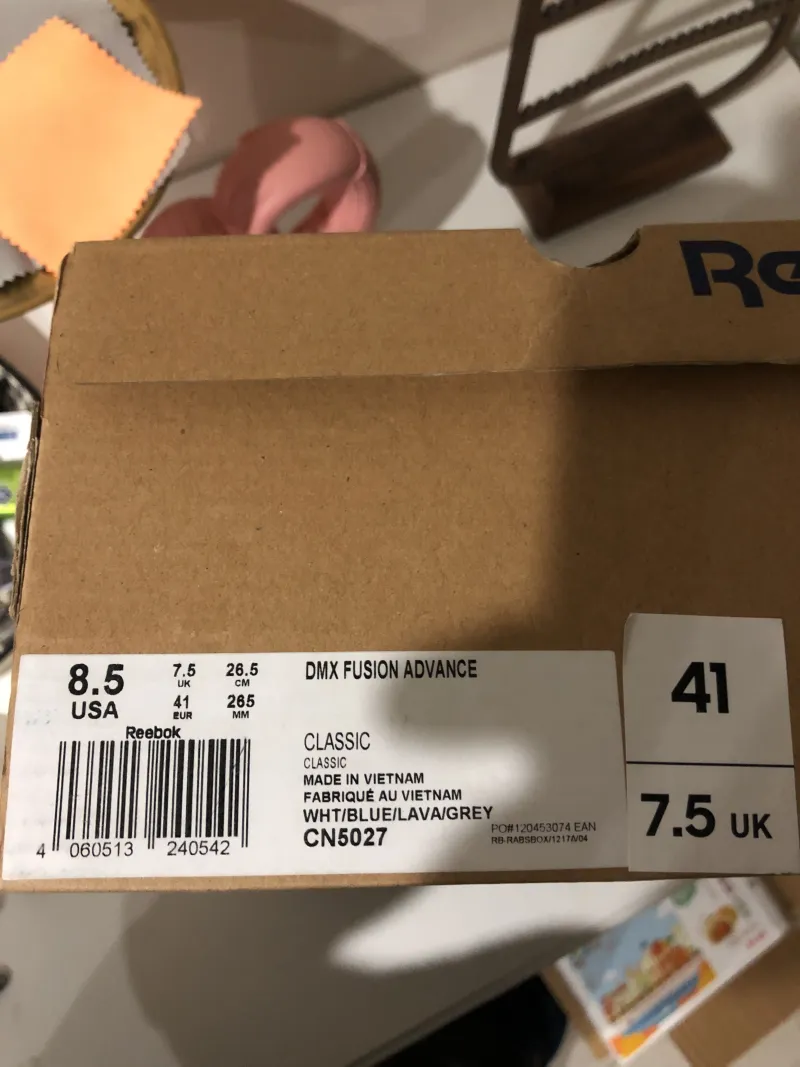 8.5
USA
7.5
UK
41
EUR
26.5
CM
265
MM
Reebok
4 060513 240542
DMX FUSION ADVANCE
CLASSIC
CLASSIC
MADE IN VIETNAM
FABRIQUÉ AU VIETNAM
WHT/BLUE/LAVA/GREY
CN5027
PO#120453074 EAN
RB-RABSBOX/1217/V/04
41
7.5 UK